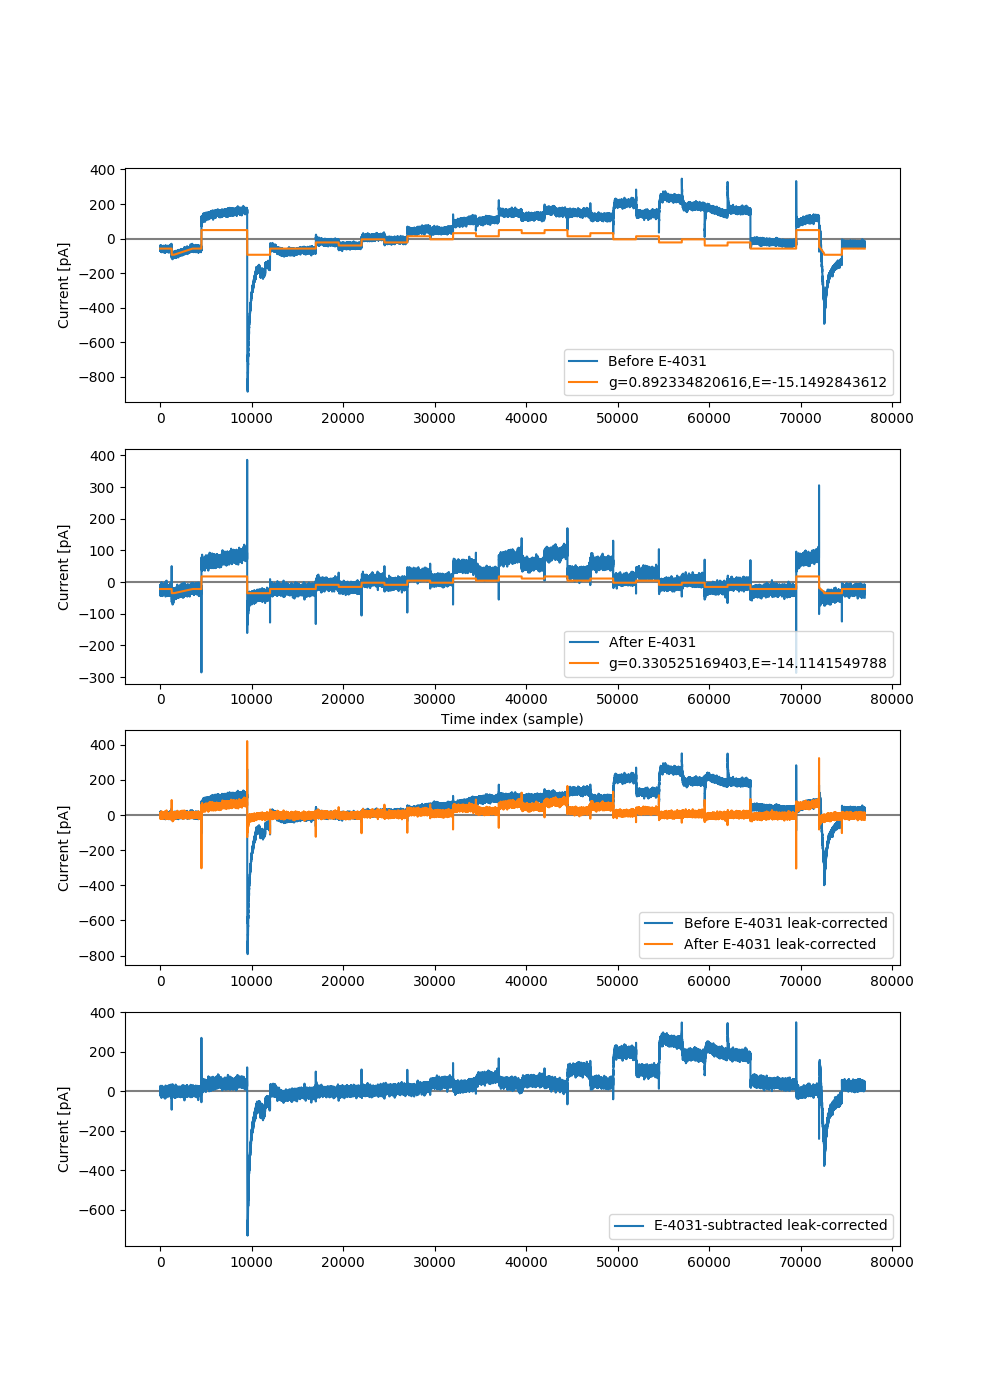 400
200
0
−200
−400
−600
−800
Current [pA]
Before E-4031
g=0.892334820616,E=-15.1492843612
0 10000 20000 30000 40000 50000 60000 70000 80000
400
300
200
100
0
−100
−200
−300
Current [pA]
After E-4031
g=0.330525169403,E=-14.1141549788
0 10000 20000 30000 40000 50000 60000 70000 80000
Time index (sample)
400
200
0
−200
−400
−600
−800
Current [pA]
Before E-4031 leak-corrected
After E-4031 leak-corrected
0 10000 20000 30000 40000 50000 60000 70000 80000
400
200
0
−200
−400
−600
Current [pA]
E-4031-subtracted leak-corrected
0 10000 20000 30000 40000 50000 60000 70000 80000